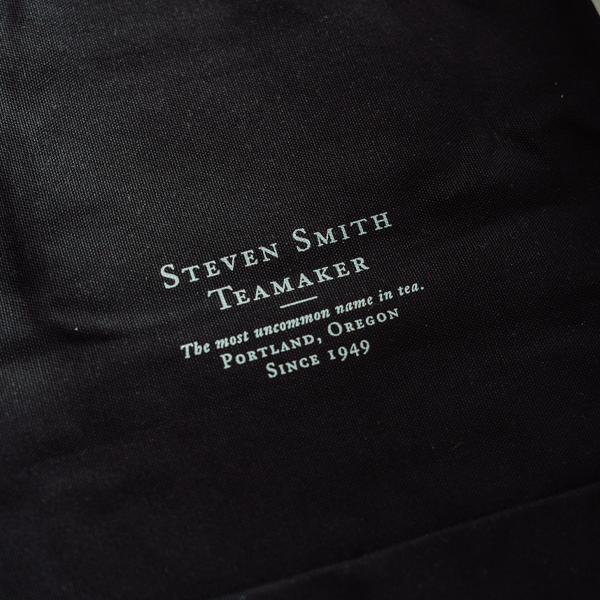 Steven Smith
Teamaker
The most uncommon name in tea.
Portland, Oregon
Since 1949